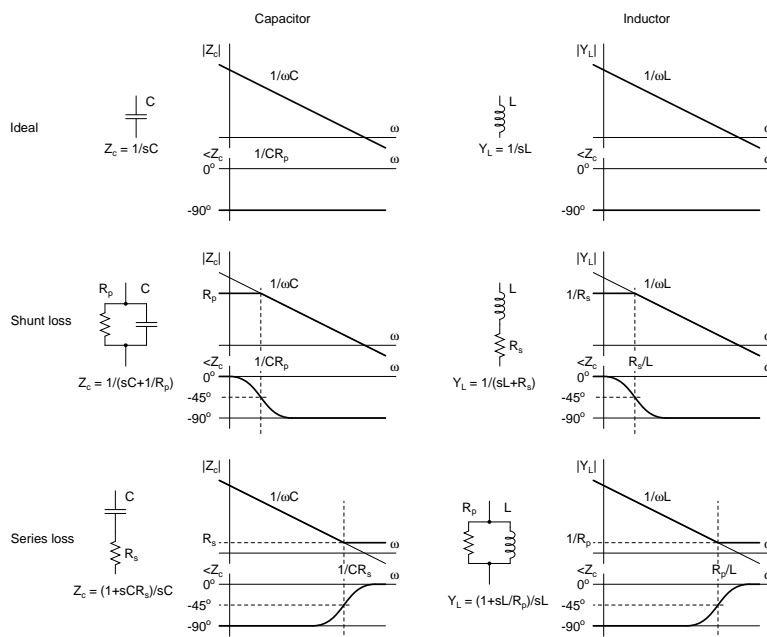 Capacitor
Inductor
Ideal
C
Z_c = 1/sC
|Z_c|
1/ωC
ω
<Z_c
1/CR_p
ω
0°
-90°
L
Y_L = 1/sL
|Y_L|
1/ωL
ω
<Z_c
ω
0°
-90°
Shunt loss
R_p
C
Z_c = 1/(sC+1/R_p)
|Z_c|
1/ωC
R_p
ω
<Z_c
1/CR_p
ω
0°
-45°
-90°
L
R_s
Y_L = 1/(sL+R_s)
|Y_L|
1/ωL
1/R_s
ω
<Z_c
R_s/L
ω
0°
-45°
-90°
Series loss
C
R_s
Z_c = (1+sCR_s)/sC
|Z_c|
1/ωC
R_s
ω
<Z_c
1/CR_s
ω
0°
-45°
-90°
R_p
L
Y_L = (1+sL/R_p)/sL
|Y_L|
1/ωL
1/R_p
ω
<Z_c
R_p/L
ω
0°
-45°
-90°